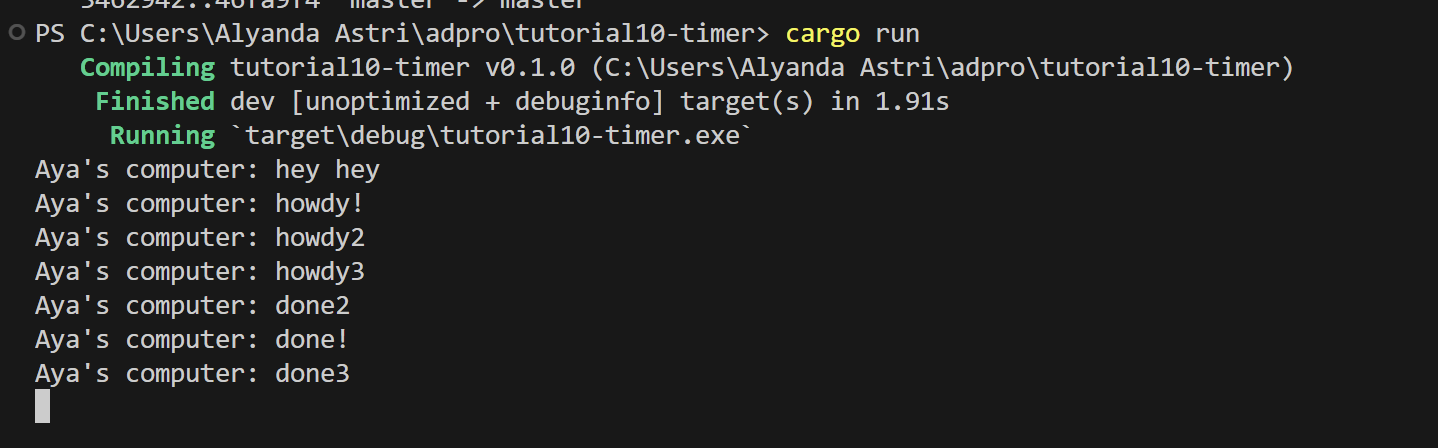 3462942..46fa9f4  master -> master
PS C:\Users\Alyanda Astri\adpro\tutorial10-timer> cargo run
Compiling tutorial10-timer v0.1.0 (C:\Users\Alyanda Astri\adpro\tutorial10-timer)
Finished dev [unoptimized + debuginfo] target(s) in 1.91s
Running `target\debug\tutorial10-timer.exe`
Aya's computer: hey hey
Aya's computer: howdy!
Aya's computer: howdy2
Aya's computer: howdy3
Aya's computer: done2
Aya's computer: done!
Aya's computer: done3